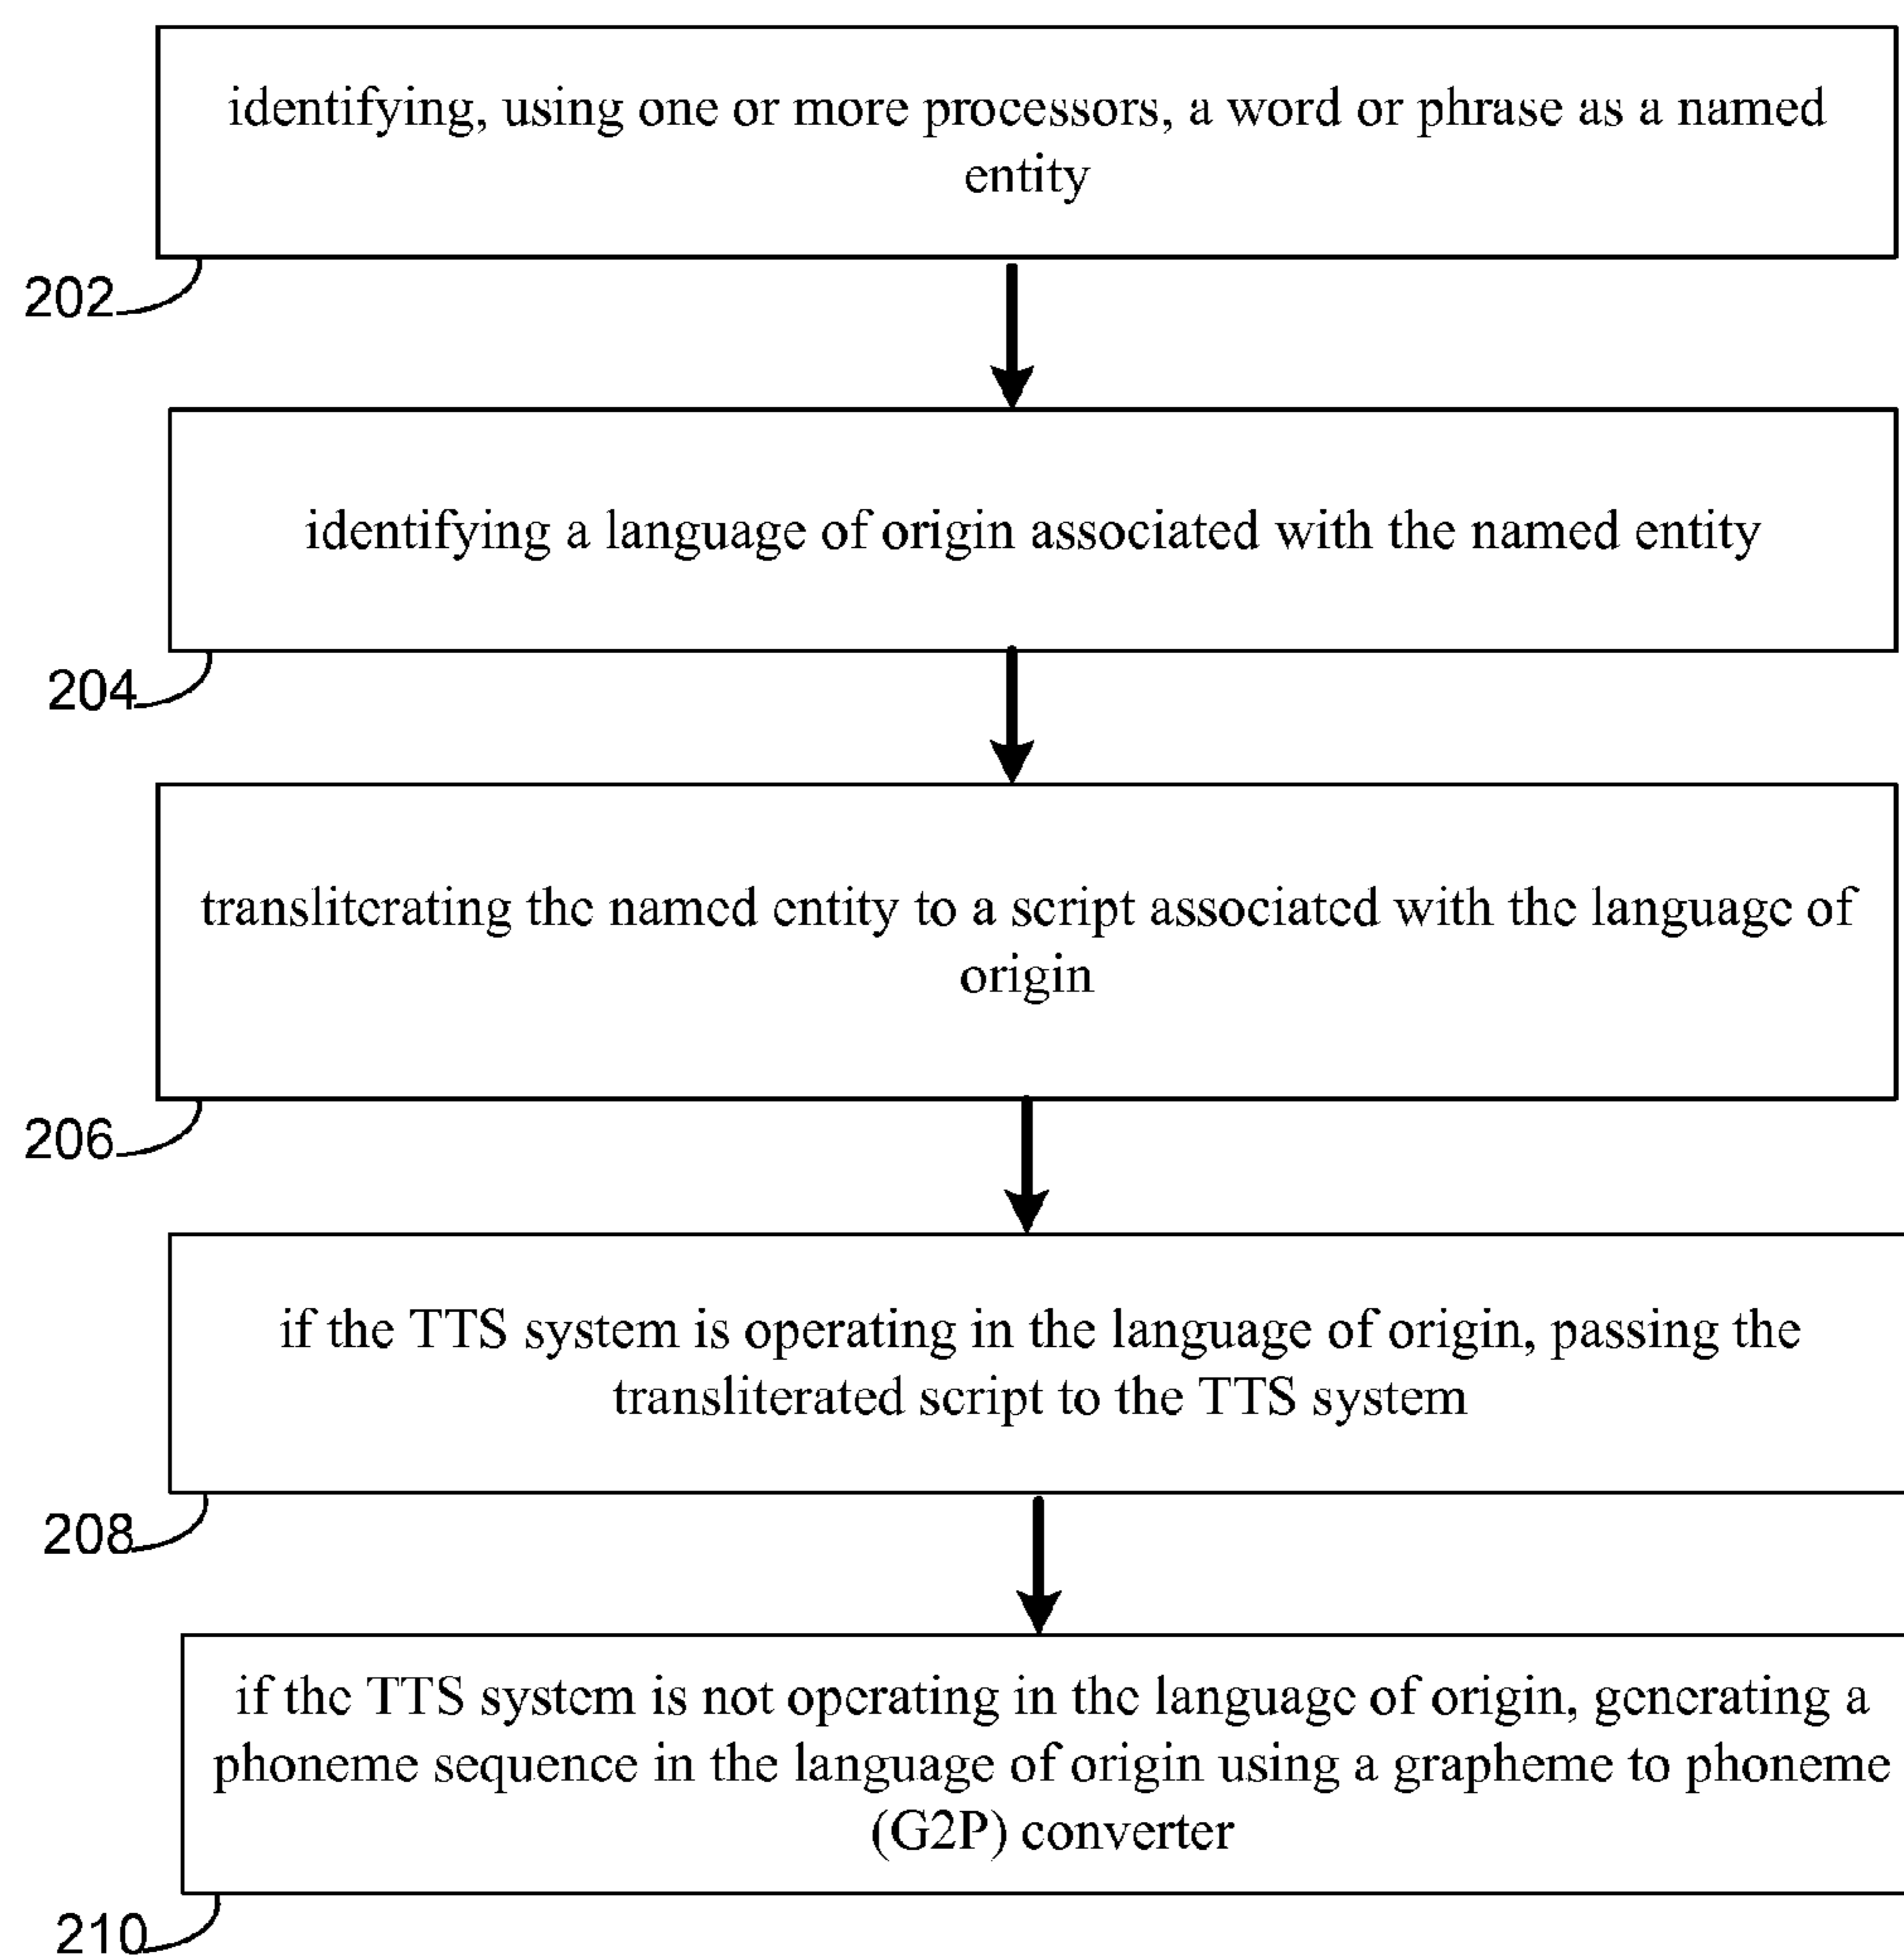 identifying, using one or more processors, a word or phrase as a named
entity
202
identifying a language of origin associated with the named entity
204
transliterating the named entity to a script associated with the language of
origin
206
if the TTS system is operating in the language of origin, passing the
transliterated script to the TTS system
208
if the TTS system is not operating in the language of origin, generating a
phoneme sequence in the language of origin using a grapheme to phoneme
(G2P) converter
210